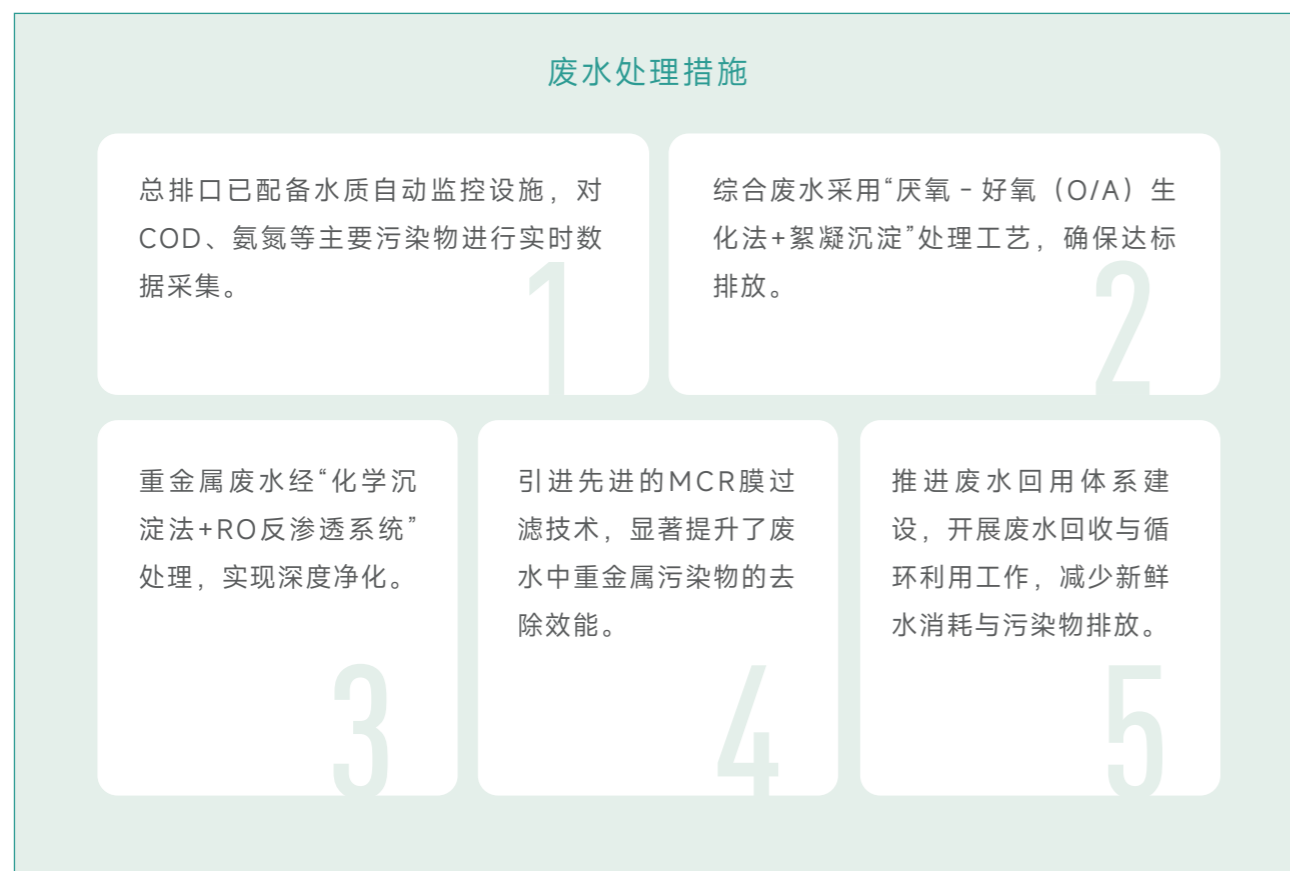 废水处理措施
总排口已配备水质自动监控设施，对
COD、氨氮等主要污染物进行实时数
据采集。
1
综合废水采用“厌氧 - 好氧（O/A）生
化法+絮凝沉淀”处理工艺，确保达标
排放。
2
重金属废水经“化学沉
淀法+RO反渗透系统”
处理，实现深度净化。
3
引进先进的MCR膜过
滤技术，显著提升了废
水中重金属污染物的去
除效能。
4
推进废水回用体系建
设，开展废水回收与循
环利用工作，减少新鲜
水消耗与污染物排放。
5